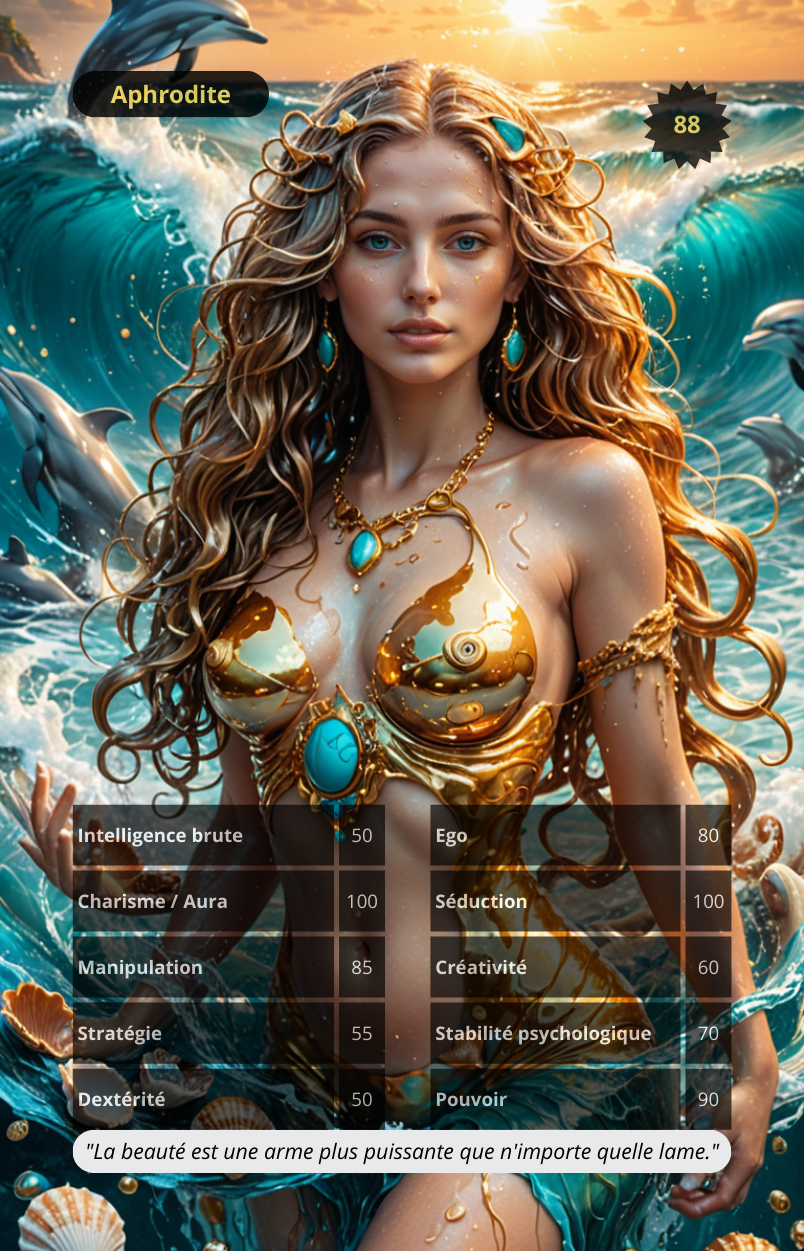 Aphrodite
88
Intelligence brute 50
Ego 80
Charisme / Aura 100
Séduction 100
Manipulation 85
Créativité 60
Stratégie 55
Stabilité psychologique 70
Dextérité 50
Pouvoir 90
"La beauté est une arme plus puissante que n'importe quelle lame."